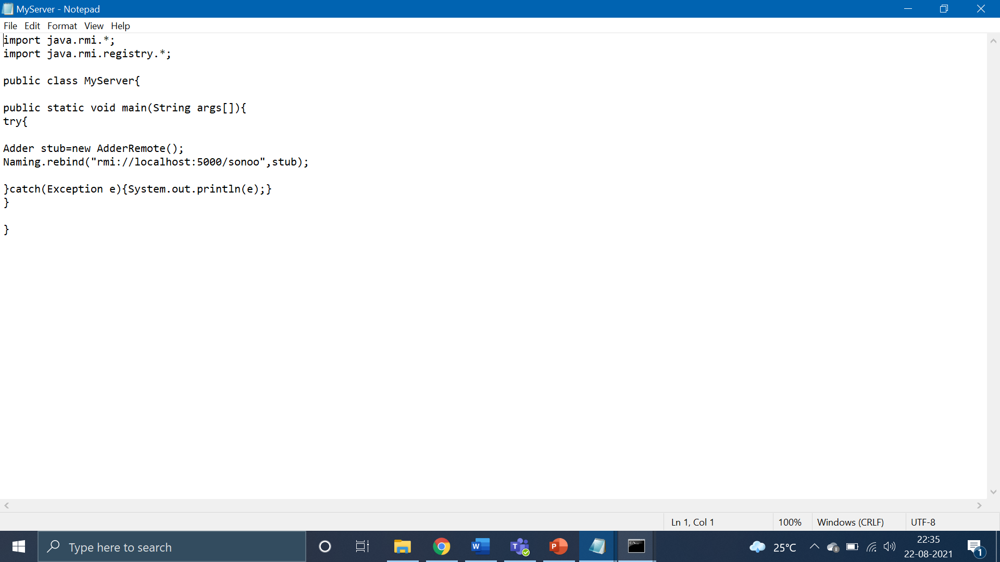 MyServer - Notepad
File Edit Format View Help
import java.rmi.*;
import java.rmi.registry.*;
public class MyServer{
public static void main(String args[]){
try{
Adder stub=new AdderRemote();
Naming.rebind("rmi://localhost:5000/sonoo",stub);
}catch(Exception e){System.out.println(e);}
}
}
Ln 1, Col 1 100% Windows (CRLF) UTF-8
Type here to search
25°C
22:35
22-08-2021
1